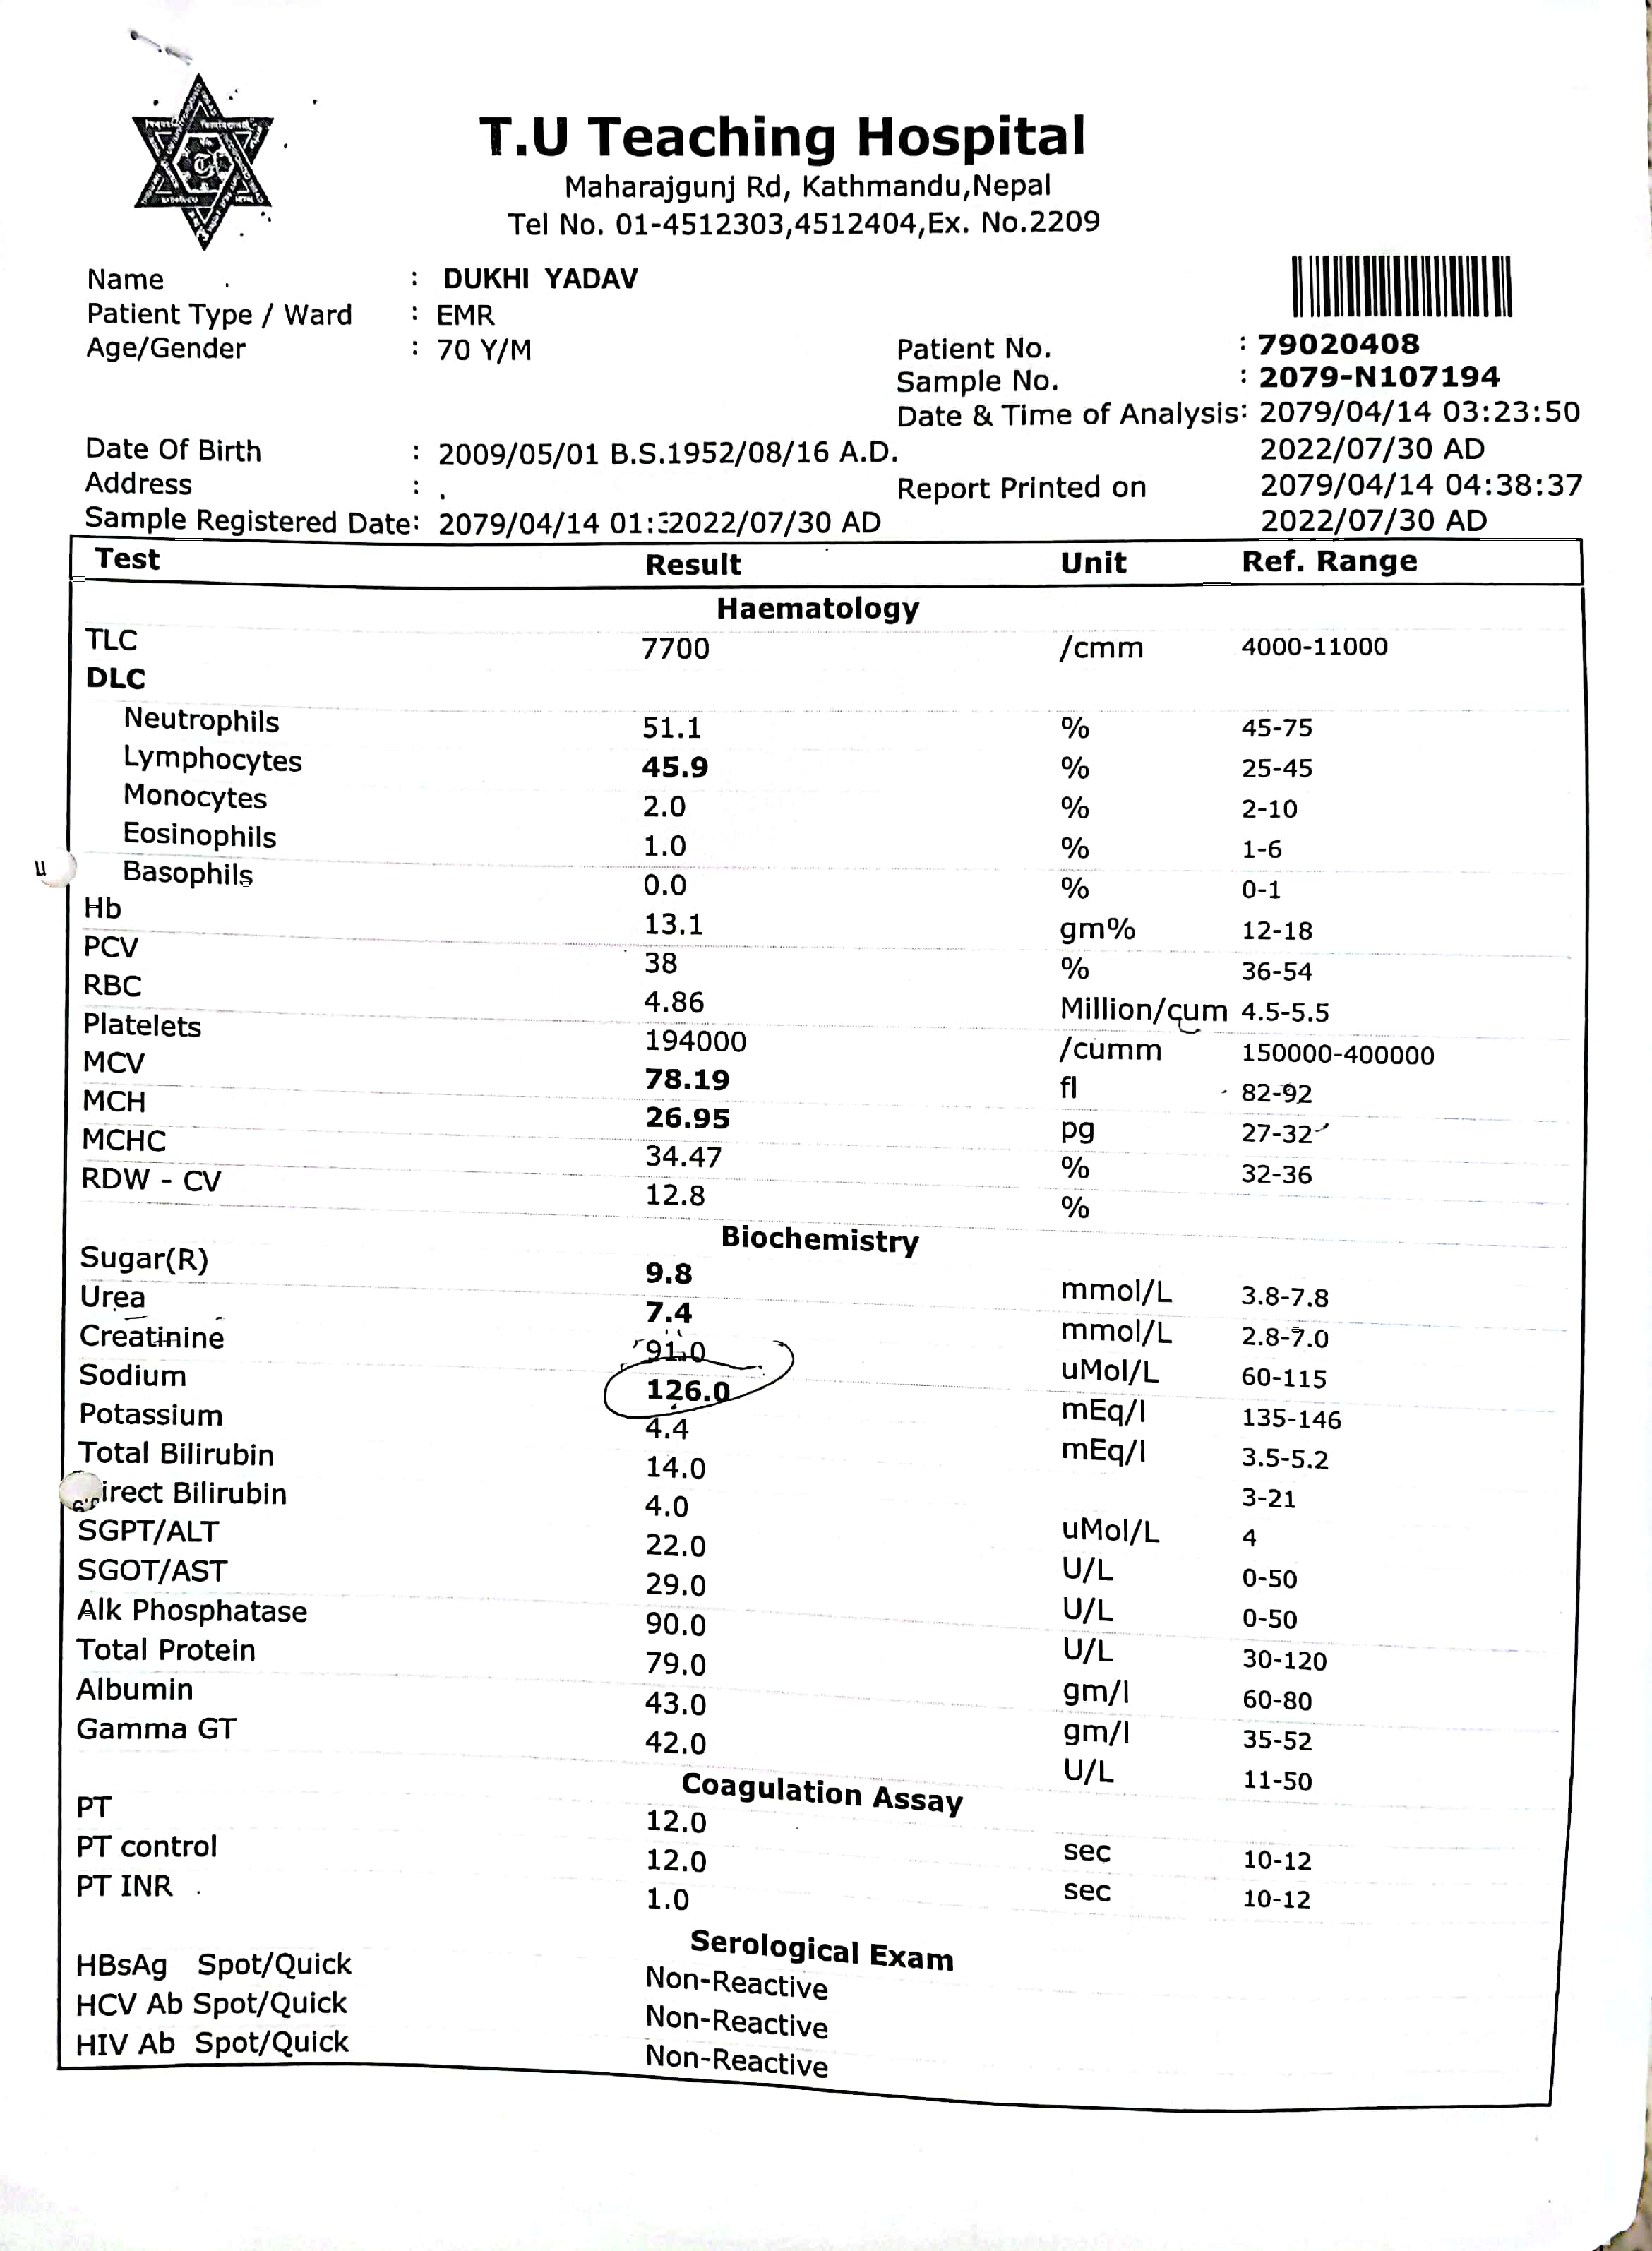 T.U Teaching Hospital
Maharajgunj Rd, Kathmandu,Nepal
Tel No. 01-4512303,4512404,Ex. No.2209
Name : DUKHI YADAV
Patient Type / Ward : EMR
Age/Gender : 70 Y/M Patient No. : 79020408
Sample No. : 2079-N107194
Date & Time of Analysis: 2079/04/14 03:23:50
Date Of Birth : 2009/05/01 B.S.1952/08/16 A.D. 2022/07/30 AD
Address : . Report Printed on 2079/04/14 04:38:37
Sample Registered Date: 2079/04/14 01:32022/07/30 AD 2022/07/30 AD
Test Result Unit Ref. Range
Haematology
TLC 7700 /cmm 4000-11000
DLC
Neutrophils 51.1 % 45-75
Lymphocytes 45.9 % 25-45
Monocytes 2.0 % 2-10
Eosinophils 1.0 % 1-6
Basophils 0.0 % 0-1
Hb 13.1 gm% 12-18
PCV 38 % 36-54
RBC 4.86 Million/cum 4.5-5.5
Platelets 194000 /cumm 150000-400000
MCV 78.19 fl 82-92
MCH 26.95 pg 27-32
MCHC 34.47 % 32-36
RDW - CV 12.8 %
Biochemistry
Sugar(R) 9.8 mmol/L 3.8-7.8
Urea 7.4 mmol/L 2.8-7.0
Creatinine 91.0 uMol/L 60-115
Sodium 126.0 mEq/l 135-146
Potassium 4.4 mEq/l 3.5-5.2
Total Bilirubin 14.0 3-21
irect Bilirubin 4.0 uMol/L 4
SGPT/ALT 22.0 U/L 0-50
SGOT/AST 29.0 U/L 0-50
Alk Phosphatase 90.0 U/L 30-120
Total Protein 79.0 gm/l 60-80
Albumin 43.0 gm/l 35-52
Gamma GT 42.0 U/L 11-50
Coagulation Assay
PT 12.0 sec 10-12
PT control 12.0 sec 10-12
PT INR 1.0
Serological Exam
HBsAg Spot/Quick Non-Reactive
HCV Ab Spot/Quick Non-Reactive
HIV Ab Spot/Quick Non-Reactive